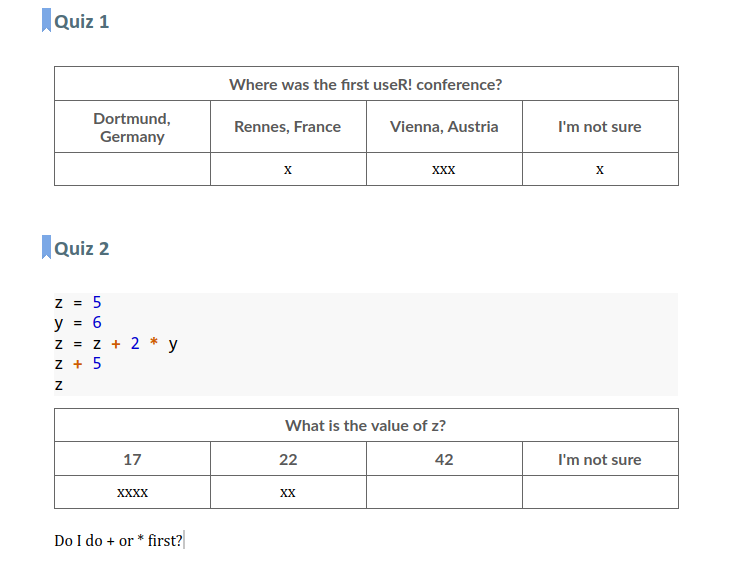 Quiz 1
Where was the first useR! conference?
Dortmund, Germany Rennes, France Vienna, Austria I'm not sure
x xxx x
Quiz 2
z = 5
y = 6
z = z + 2 * y
z + 5
z
What is the value of z?
17 22 42 I'm not sure
xxxx xx
Do I do + or * first?